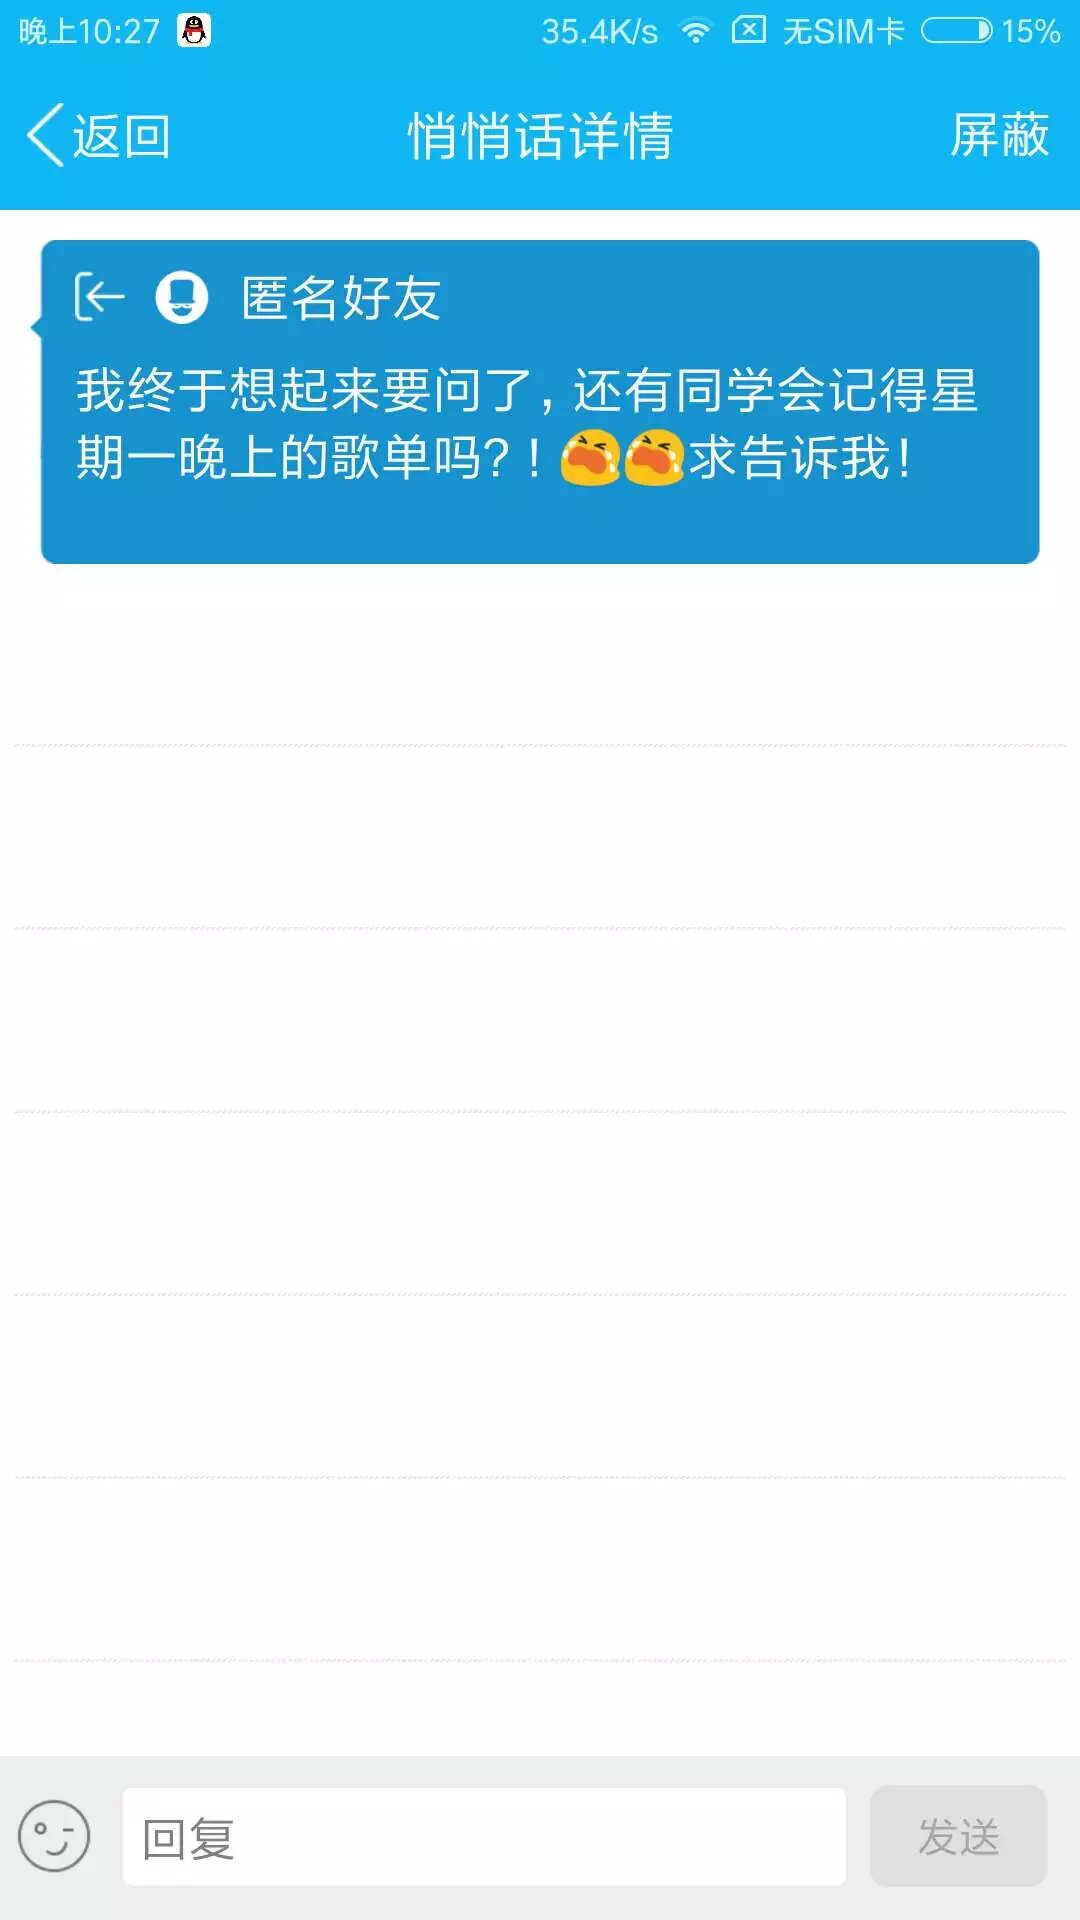 晚上10:27 35.4K/s 无SIM卡 15%
返回 悄悄话详情 屏蔽
匿名好友
我终于想起来要问了，还有同学会记得星
期一晚上的歌单吗？！😭😭求告诉我！
回复 发送